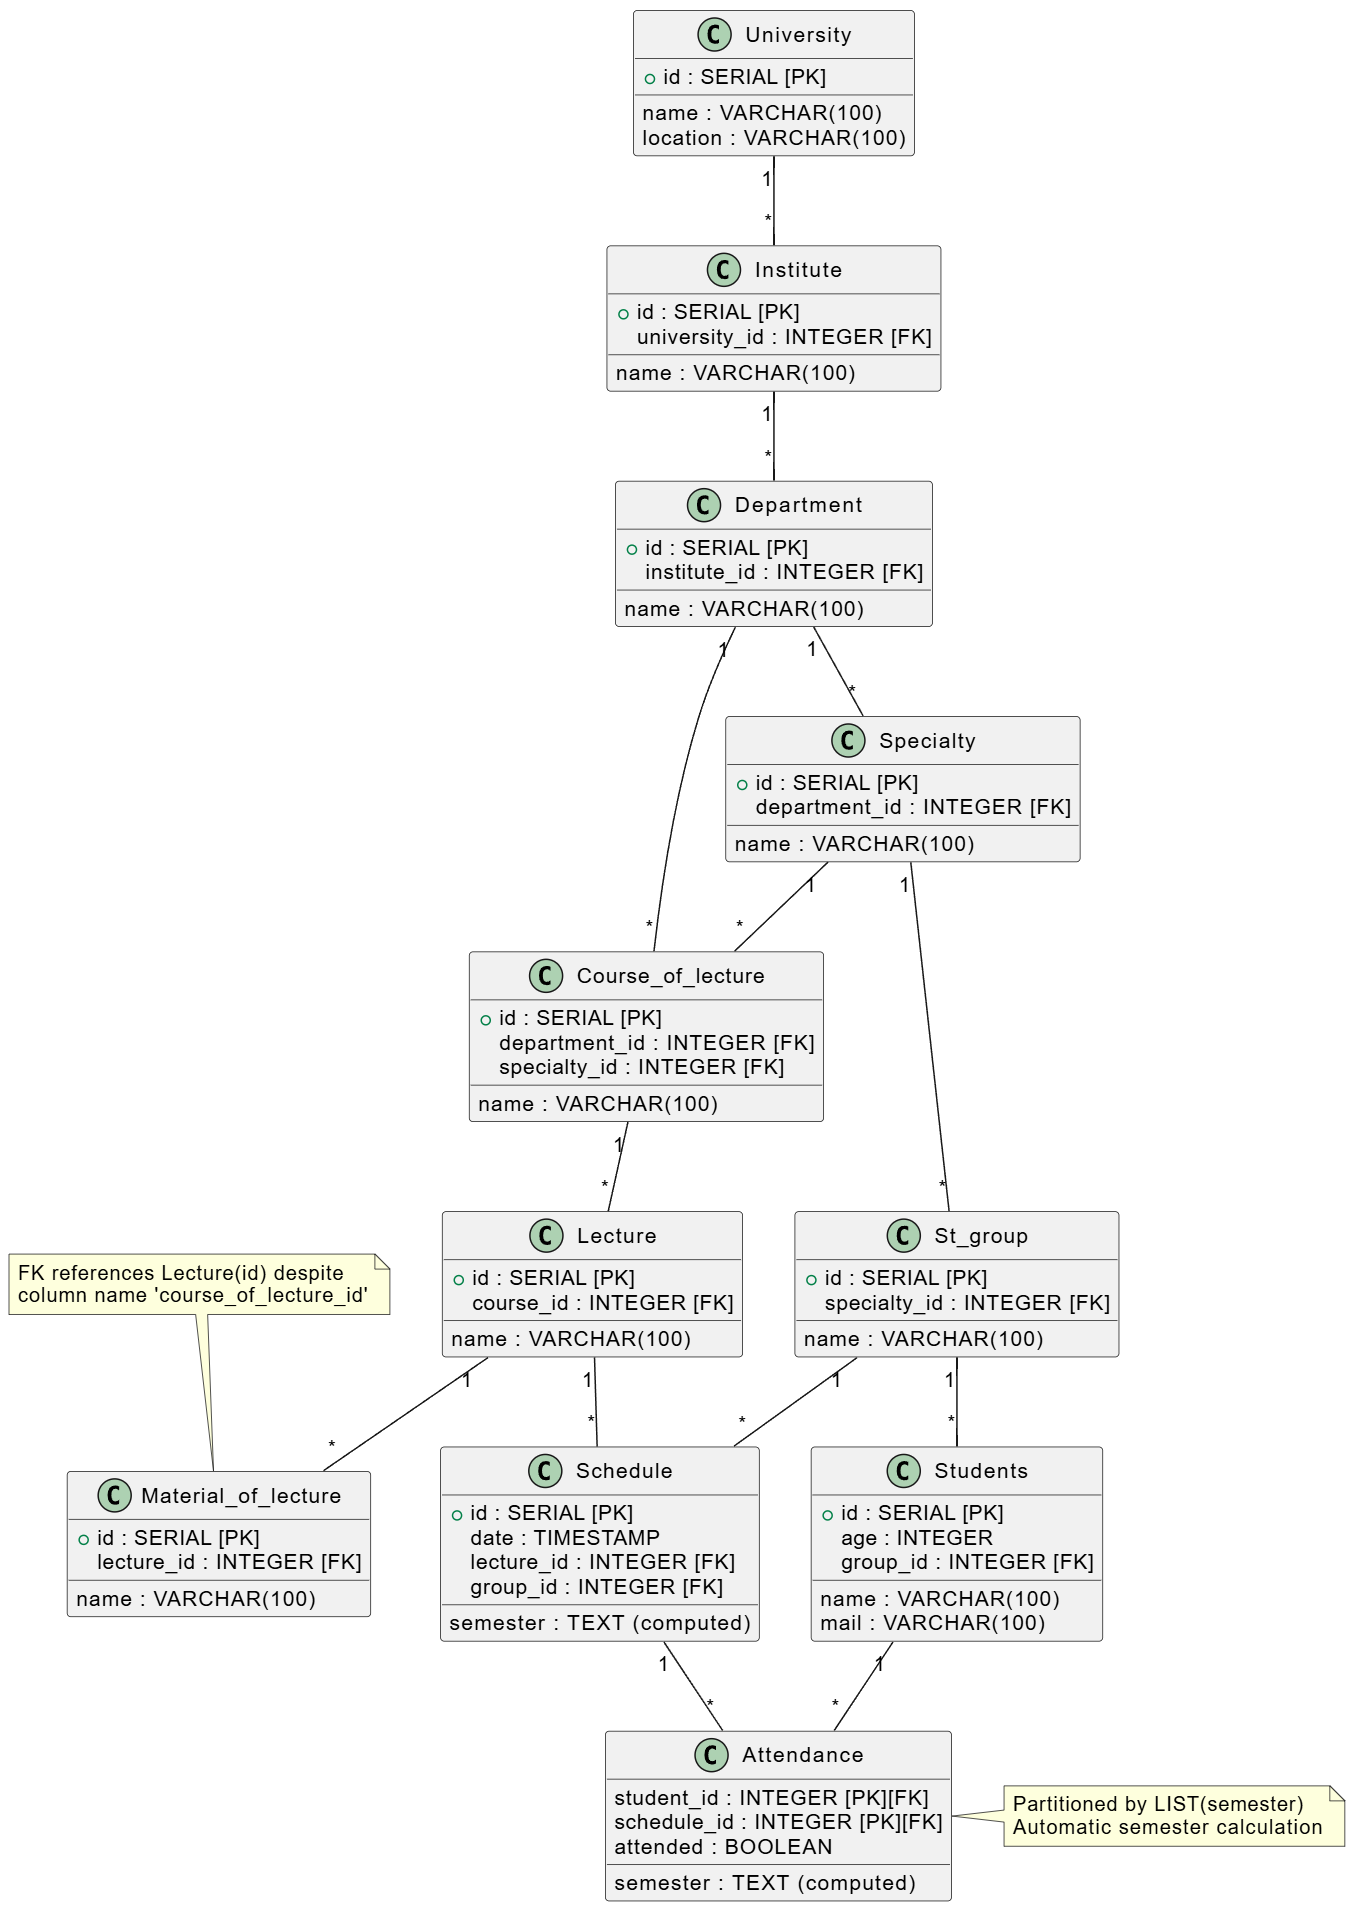 C University
id : SERIAL [PK]
name : VARCHAR(100)
location : VARCHAR(100)
1
*
C Institute
id : SERIAL [PK]
university_id : INTEGER [FK]
name : VARCHAR(100)
1
*
C Department
id : SERIAL [PK]
institute_id : INTEGER [FK]
name : VARCHAR(100)
1
1
*
C Specialty
id : SERIAL [PK]
department_id : INTEGER [FK]
name : VARCHAR(100)
1
1
*
*
C Course_of_lecture
id : SERIAL [PK]
department_id : INTEGER [FK]
specialty_id : INTEGER [FK]
name : VARCHAR(100)
1
*
*
C Lecture
id : SERIAL [PK]
course_id : INTEGER [FK]
name : VARCHAR(100)
C St_group
id : SERIAL [PK]
specialty_id : INTEGER [FK]
name : VARCHAR(100)
FK references Lecture(id) despite
column name 'course_of_lecture_id'
1
1
1
1
*
*
*
*
C Material_of_lecture
id : SERIAL [PK]
lecture_id : INTEGER [FK]
name : VARCHAR(100)
C Schedule
id : SERIAL [PK]
date : TIMESTAMP
lecture_id : INTEGER [FK]
group_id : INTEGER [FK]
semester : TEXT (computed)
C Students
id : SERIAL [PK]
age : INTEGER
group_id : INTEGER [FK]
name : VARCHAR(100)
mail : VARCHAR(100)
1
1
*
*
C Attendance
student_id : INTEGER [PK][FK]
schedule_id : INTEGER [PK][FK]
attended : BOOLEAN
semester : TEXT (computed)
Partitioned by LIST(semester)
Automatic semester calculation